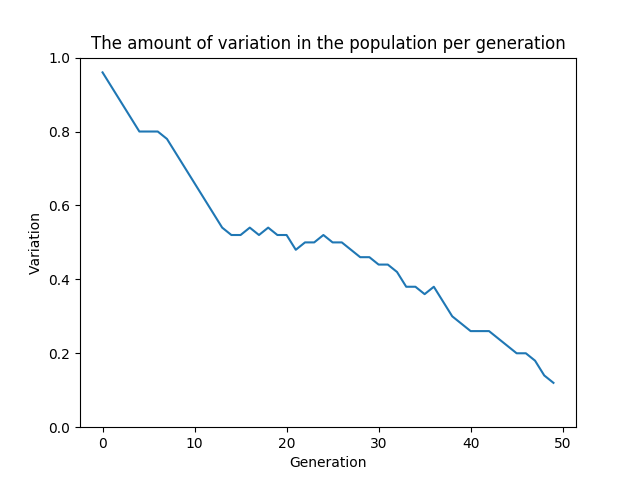 The amount of variation in the population per generation
1.0
0.8
0.6
0.4
0.2
0.0
Variation
0 10 20 30 40 50
Generation